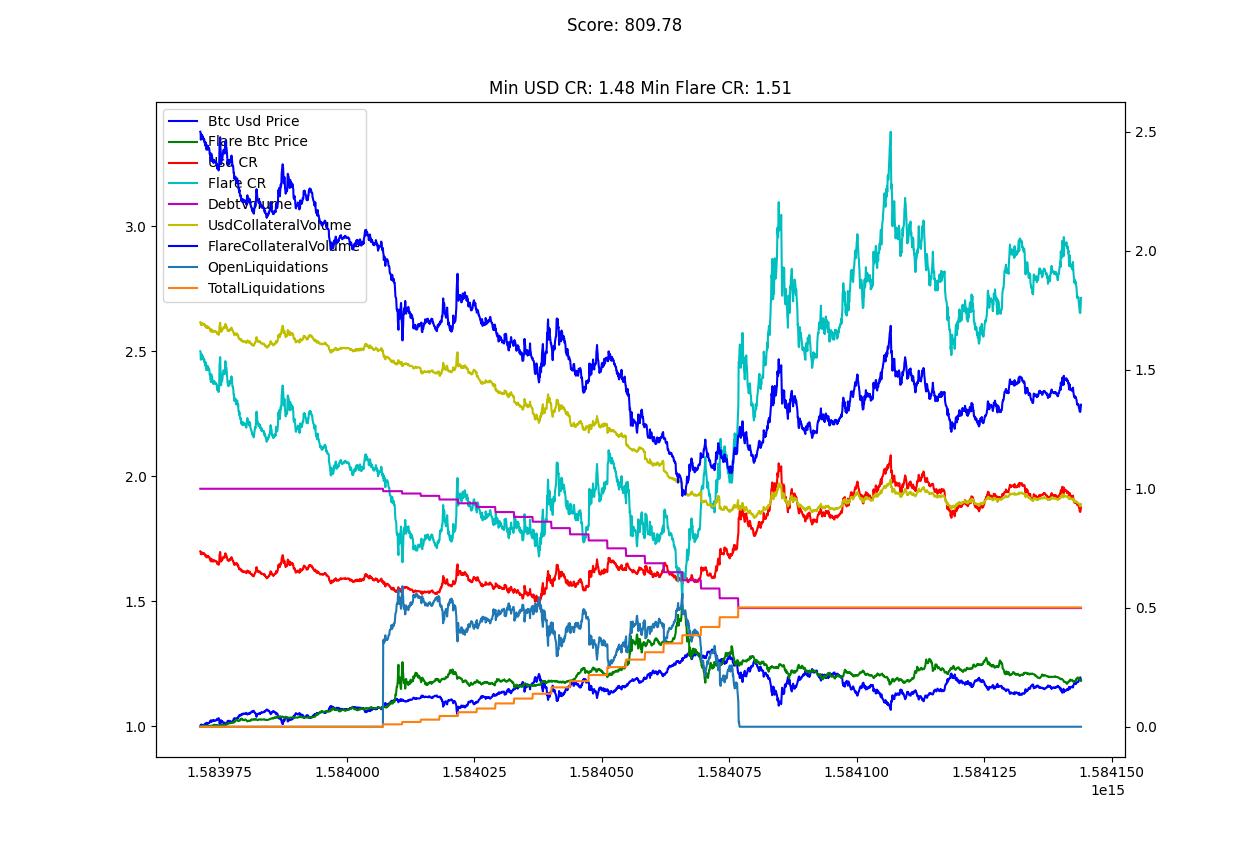 Score: 809.78
Min USD CR: 1.48 Min Flare CR: 1.51
Btc Usd Price
Flare Btc Price
Usd CR
Flare CR
DebtVolume
UsdCollateralVolume
FlareCollateralVolume
OpenLiquidations
TotalLiquidations
3.0
2.5
2.0
1.5
1.0
2.5
2.0
1.5
1.0
0.5
0.0
1.583975 1.584000 1.584025 1.584050 1.584075 1.584100 1.584125 1.584150
1e15